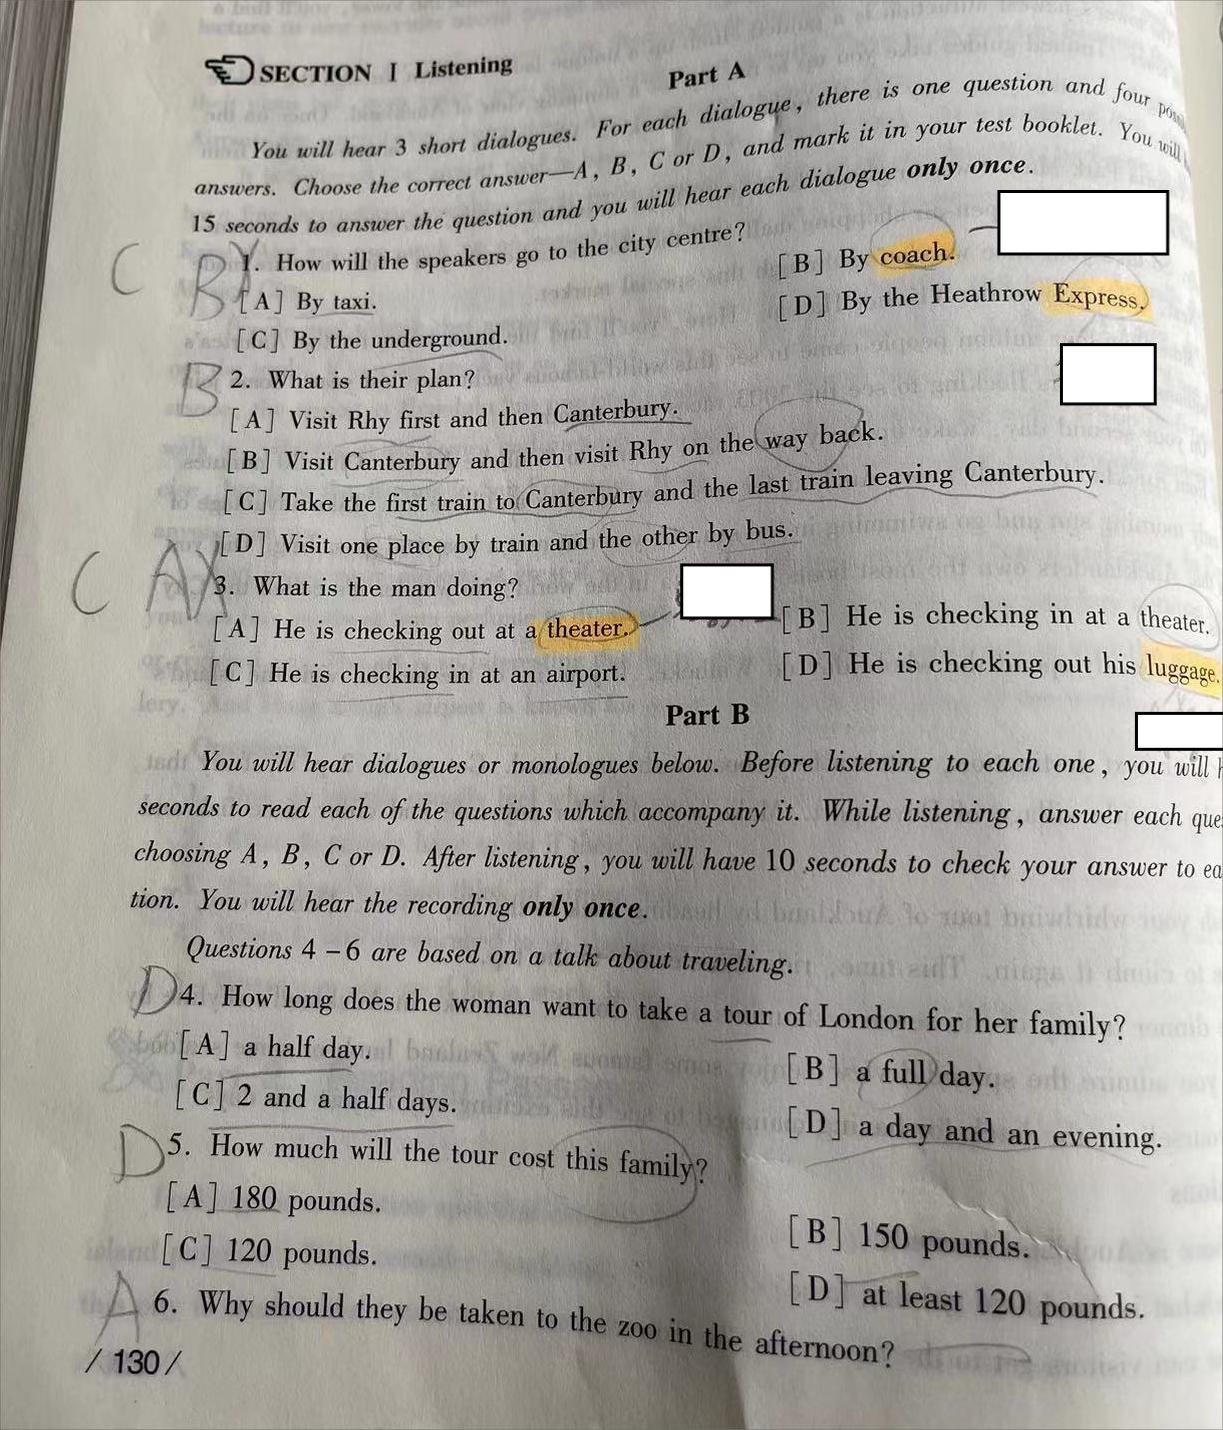 SECTION I Listening
Part A
You will hear 3 short dialogues. For each dialogue, there is one question and four
answers. Choose the correct answer—A, B, C or D, and mark it in your test booklet. You will
15 seconds to answer the question and you will hear each dialogue only once.
C B 1. How will the speakers go to the city centre?
[A] By taxi.
[B] By coach.
[C] By the underground.
[D] By the Heathrow Express.
B 2. What is their plan?
[A] Visit Rhy first and then Canterbury.
[B] Visit Canterbury and then visit Rhy on the way back.
[C] Take the first train to Canterbury and the last train leaving Canterbury.
[D] Visit one place by train and the other by bus.
C A 3. What is the man doing?
[A] He is checking out at a theater.
[B] He is checking in at a theater.
[C] He is checking in at an airport.
[D] He is checking out his luggage.
Part B
You will hear dialogues or monologues below. Before listening to each one, you will
seconds to read each of the questions which accompany it. While listening, answer each
choosing A, B, C or D. After listening, you will have 10 seconds to check your answer to
tion. You will hear the recording only once.
Questions 4 – 6 are based on a talk about traveling.
D 4. How long does the woman want to take a tour of London for her family?
[A] a half day.
[B] a full day.
[C] 2 and a half days.
[D] a day and an evening.
D 5. How much will the tour cost this family?
[A] 180 pounds.
[B] 150 pounds.
[C] 120 pounds.
[D] at least 120 pounds.
A 6. Why should they be taken to the zoo in the afternoon?
/ 130 /